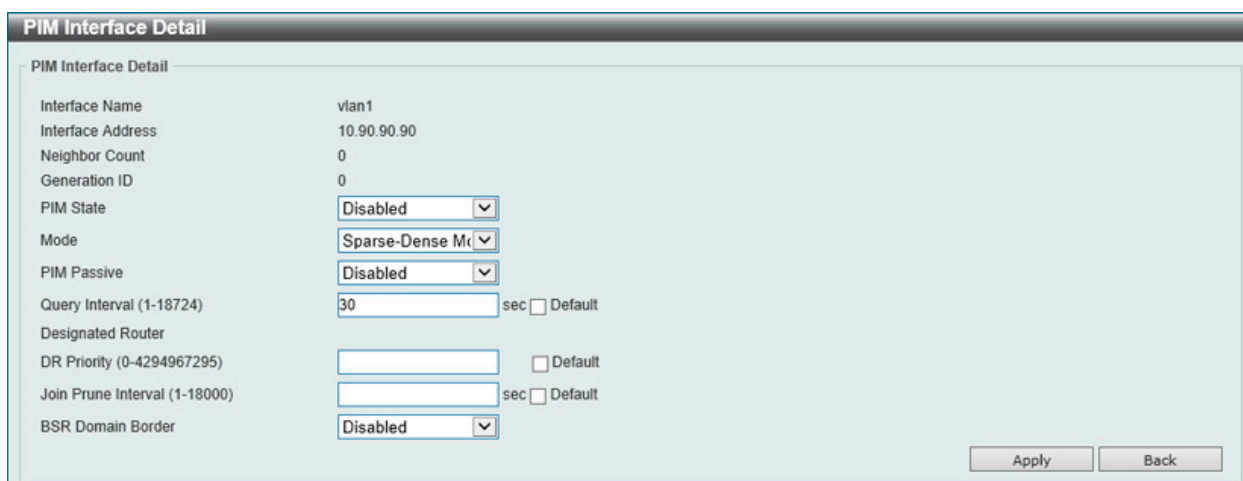 PIM Interface Detail
PIM Interface Detail
Interface Name vlan1
Interface Address 10.90.90.90
Neighbor Count 0
Generation ID 0
PIM State Disabled
Mode Sparse-Dense Mo
PIM Passive Disabled
Query Interval (1-18724) 30 sec Default
Designated Router
DR Priority (0-4294967295) Default
Join Prune Interval (1-18000) sec Default
BSR Domain Border Disabled
Apply Back